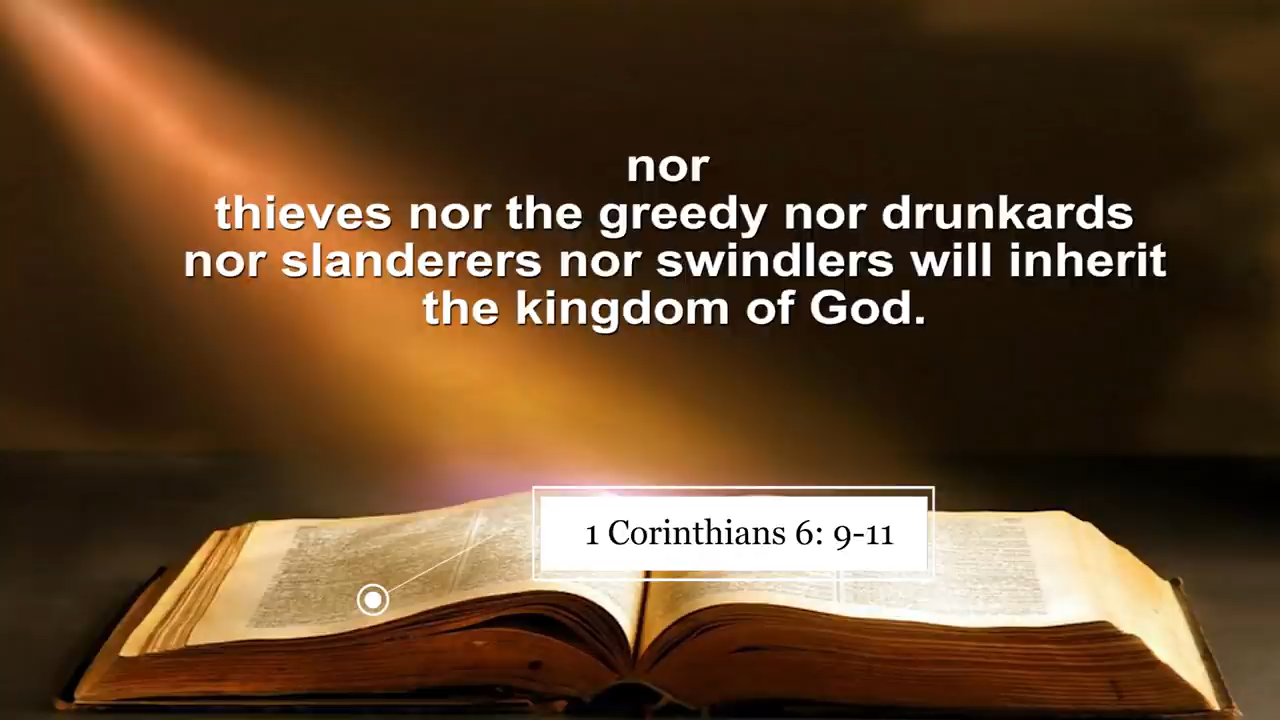 nor
thieves nor the greedy nor drunkards
nor slanderers nor swindlers will inherit
the kingdom of God.
1 Corinthians 6: 9-11